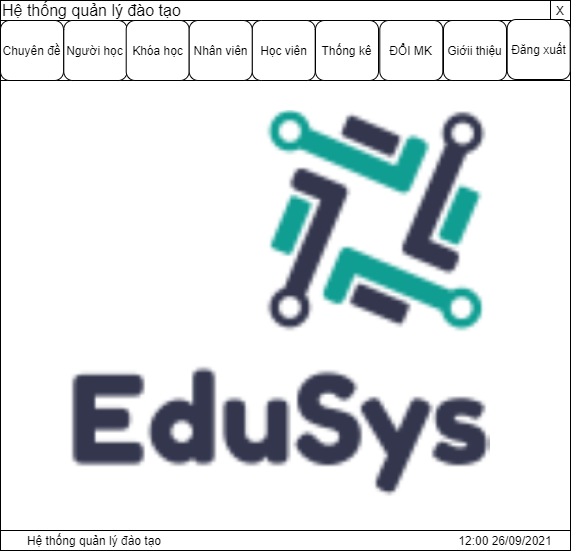 Hệ thống quản lý đào tạo X
Chuyên đề Người học Khóa học Nhân viên Học viên Thống kê ĐỔI MK Giớii thiệu Đăng xuất
EduSys
Hệ thống quản lý đào tạo 12:00 26/09/2021